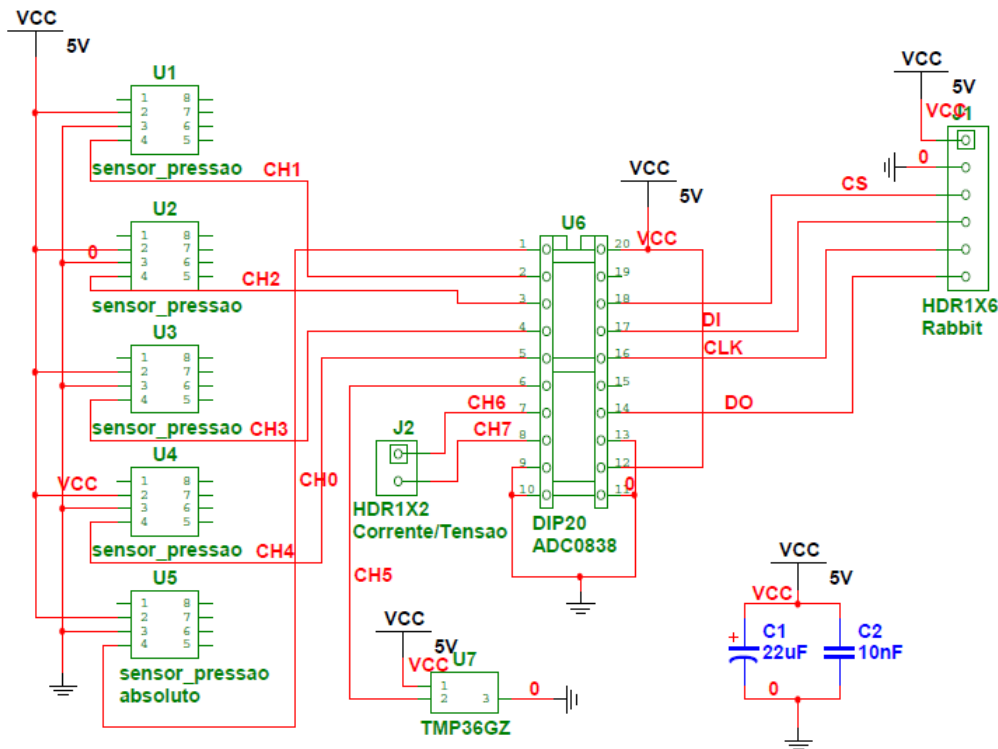 VCC
5V
U1
1 8
2 7
3 6
4 5
sensor_pressao
CH1
U2
1 8
2 7
3 6
4 5
0
sensor_pressao
CH2
U3
1 8
2 7
3 6
4 5
sensor_pressao
CH3
U4
1 8
2 7
3 6
4 5
VCC
sensor_pressao
CH4
CH0
U5
1 8
2 7
3 6
4 5
sensor_pressao
absoluto
VCC
5V
U6
VCC
1 20
2 19
3 18
4 17
5 16
6 15
7 14
8 13
9 12
10 11
0
DIP20
ADC0838
CH6
CH7
J2
HDR1X2
Corrente/Tensao
CH5
VCC
5V
VCC
U7
1
2 3
0
TMP36GZ
VCC
5V
VCC
J1
0
CS
DI
CLK
DO
HDR1X6
Rabbit
VCC
5V
VCC
+
C1
22uF
C2
10nF
0